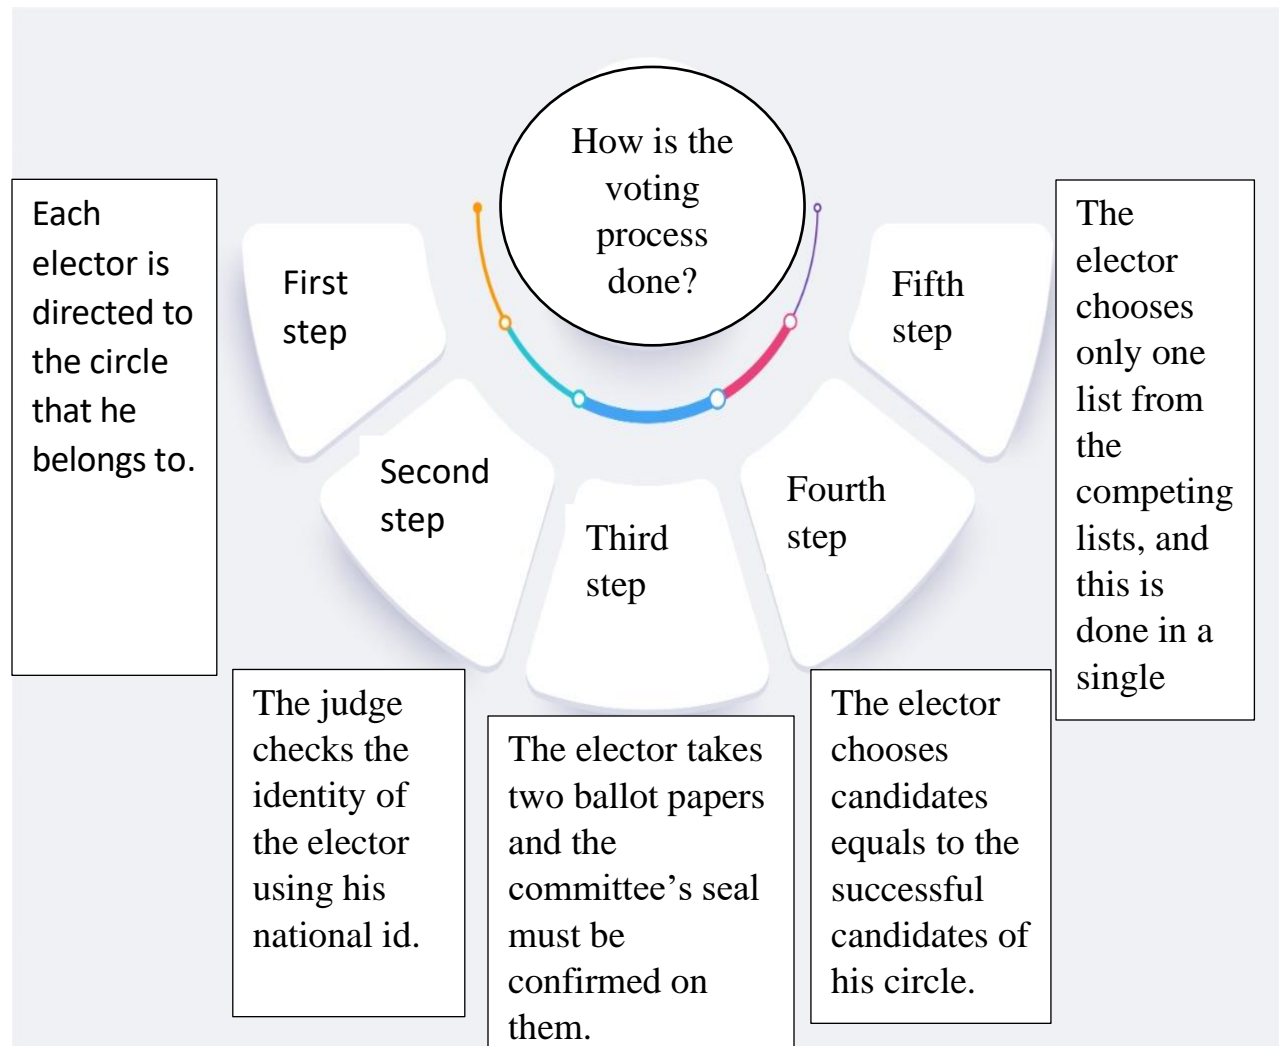 How is the
voting
process
done?
First
step
Each
elector is
directed to
the circle
that he
belongs to.
Second
step
The judge
checks the
identity of
the elector
using his
national id.
Third
step
The elector takes
two ballot papers
and the
committee’s seal
must be
confirmed on
them.
Fourth
step
The elector
chooses
candidates
equals to the
successful
candidates of
his circle.
Fifth
step
The
elector
chooses
only one
list from
the
competing
lists, and
this is
done in a
single